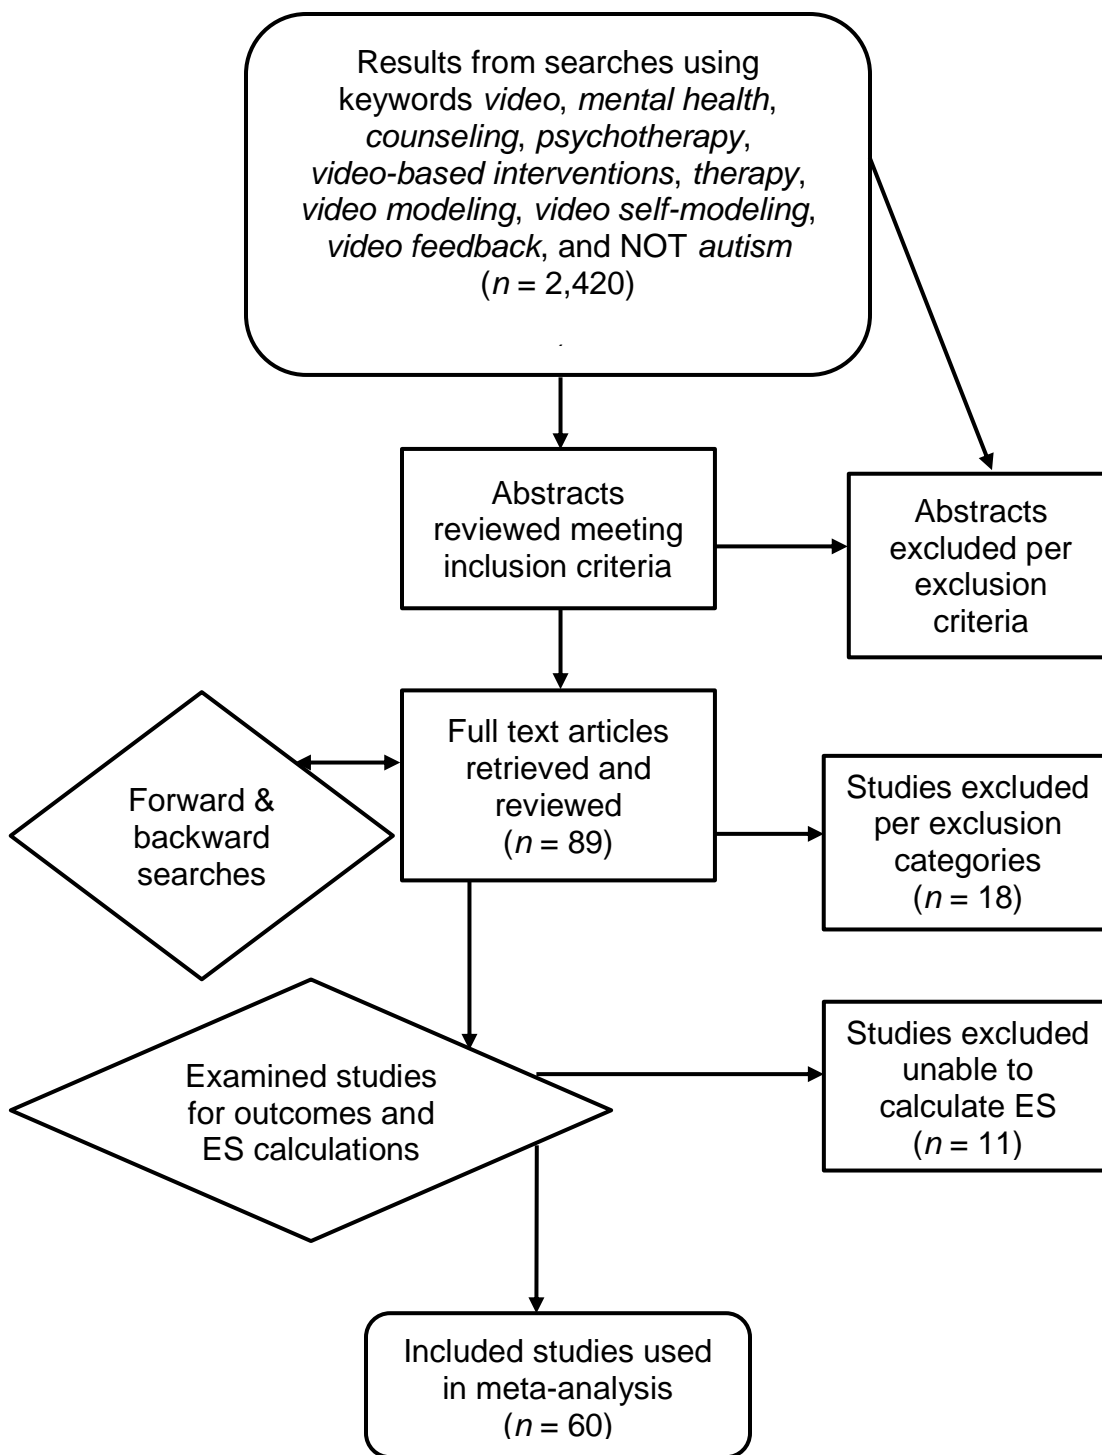 Results from searches using
keywords video, mental health,
counseling, psychotherapy,
video-based interventions, therapy,
video modeling, video self-modeling,
video feedback, and NOT autism
(n = 2,420)
.
Abstracts
reviewed meeting
inclusion criteria
Abstracts
excluded per
exclusion
criteria
Forward &
backward
searches
Full text articles
retrieved and
reviewed
(n = 89)
Studies excluded
per exclusion
categories
(n = 18)
Examined studies
for outcomes and
ES calculations
Studies excluded
unable to
calculate ES
(n = 11)
Included studies used
in meta-analysis
(n = 60)